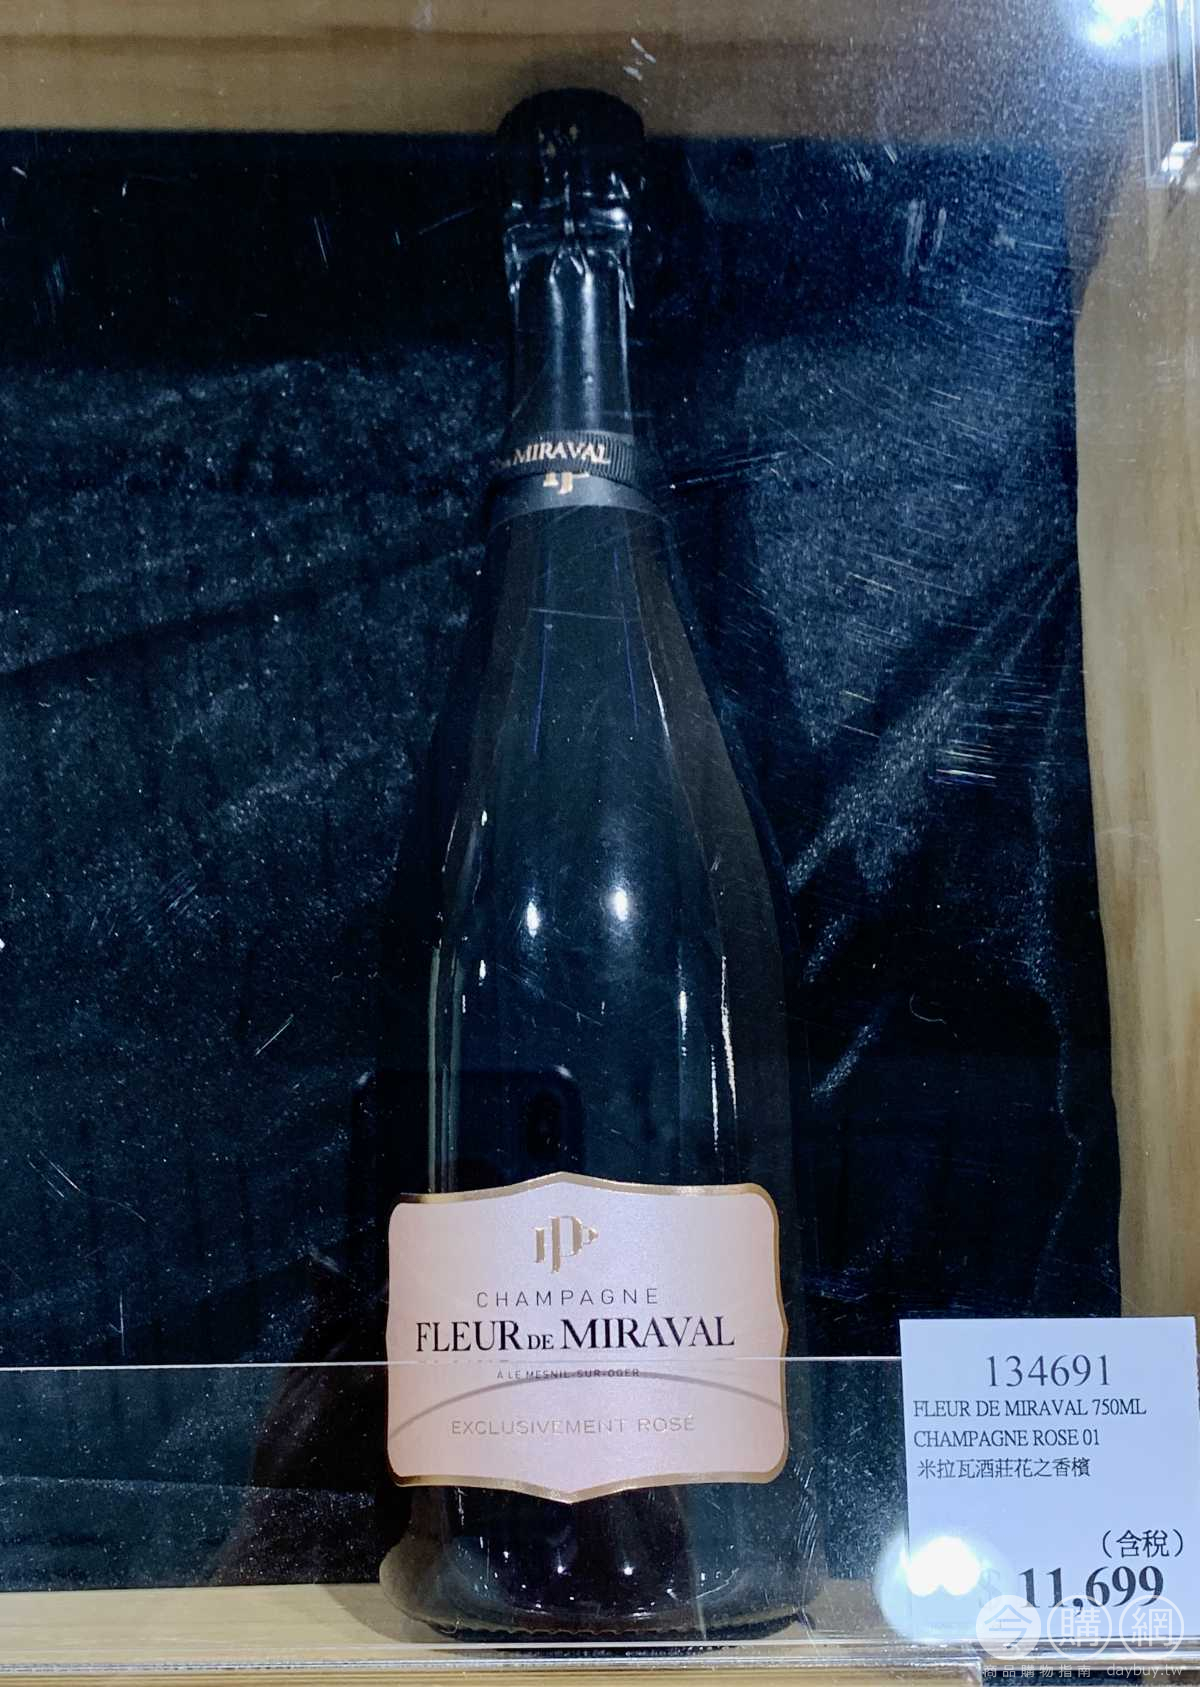 MIRAVAL
P
CHAMPAGNE
FLEUR DE MIRAVAL
À LE MESNIL-SUR-OGER
EXCLUSIVEMENT ROSÉ
134691
FLEUR DE MIRAVAL 750ML
CHAMPAGNE ROSE 01
米拉瓦酒莊花之香檳
(含稅)
$ 11,699
今購網
商品購物指南 daybuy.tw